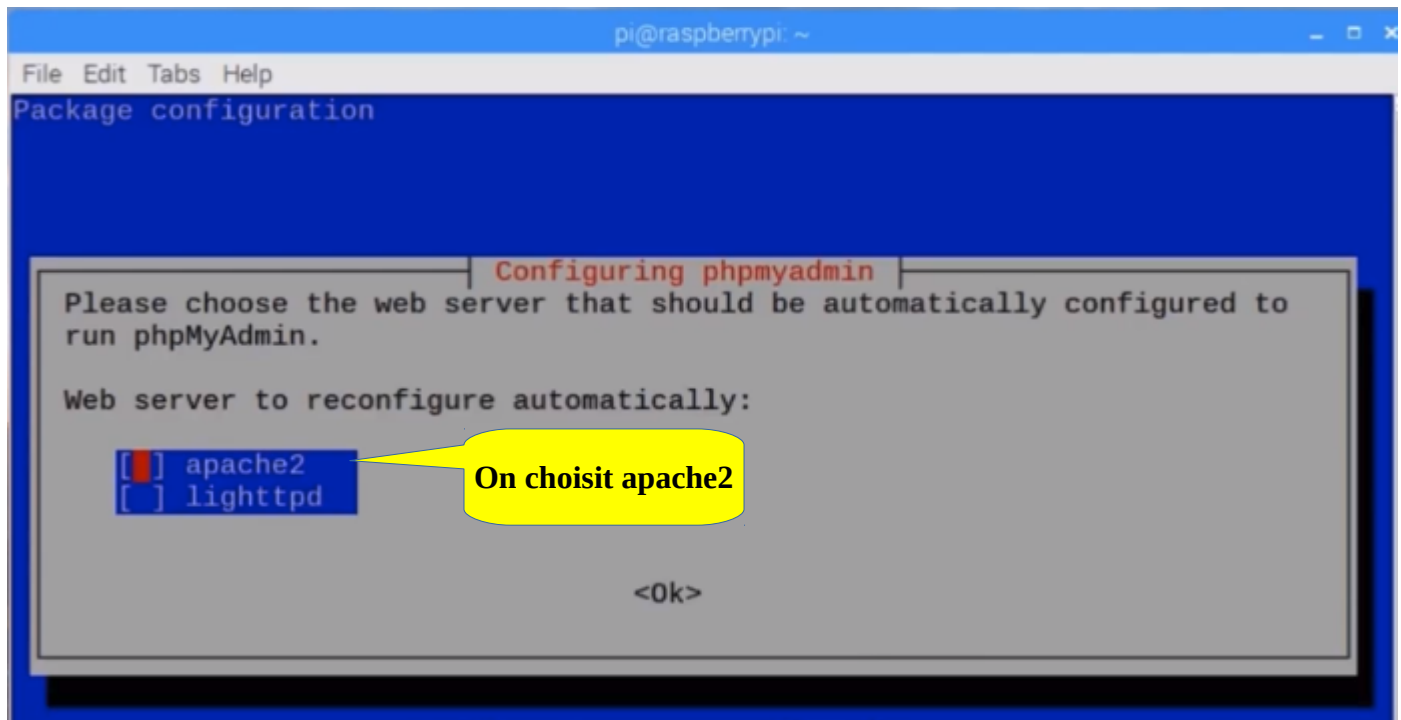 pi@raspberrypi: ~
File Edit Tabs Help
Package configuration
Configuring phpmyadmin
Please choose the web server that should be automatically configured to
run phpMyAdmin.
Web server to reconfigure automatically:
[ ] apache2
[ ] lighttpd
On choisit apache2
<Ok>